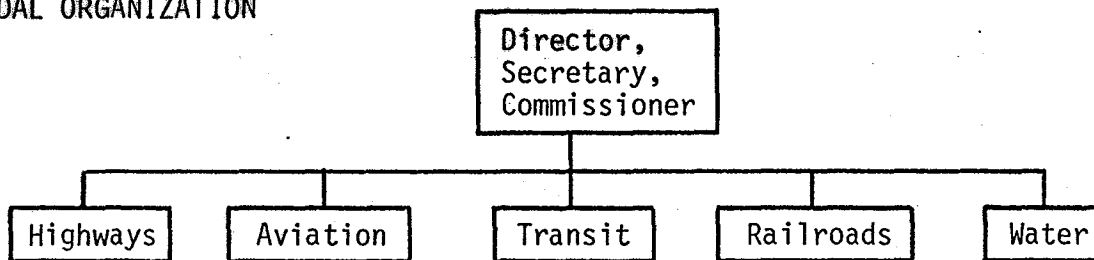 DAL ORGANIZATION
Director,
Secretary,
Commissioner
Highways Aviation Transit Railroads Water